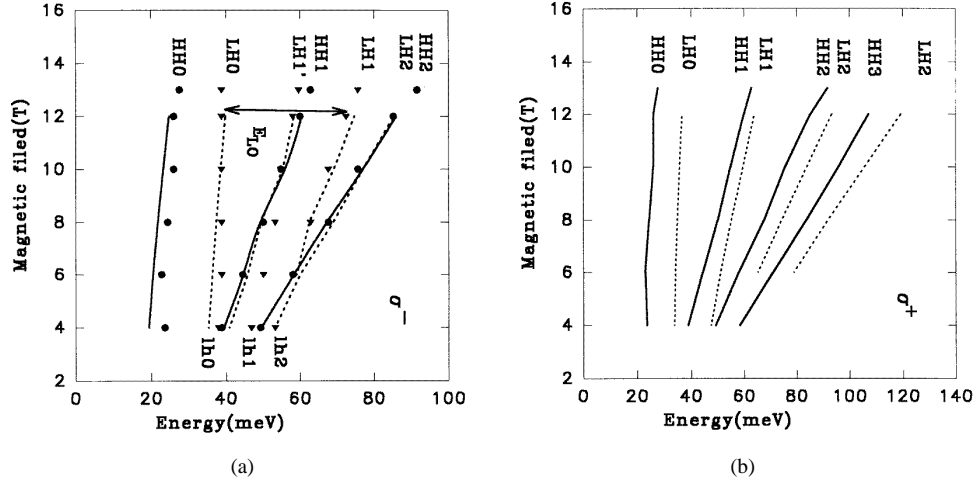 16
14
12
10
8
6
4
2
Magnetic filed(T)
HH0
LH0
LH1'
HH1
LH1
LH2
HH2
E_LO
lh0
lh1
lh2
σ−
0
20
40
60
80
100
Energy(meV)
(a)
16
14
12
10
8
6
4
2
Magnetic filed(T)
HH0
LH0
HH1
LH1
HH2
LH2
HH3
LH2
σ+
0
20
40
60
80
100
120
140
Energy(meV)
(b)